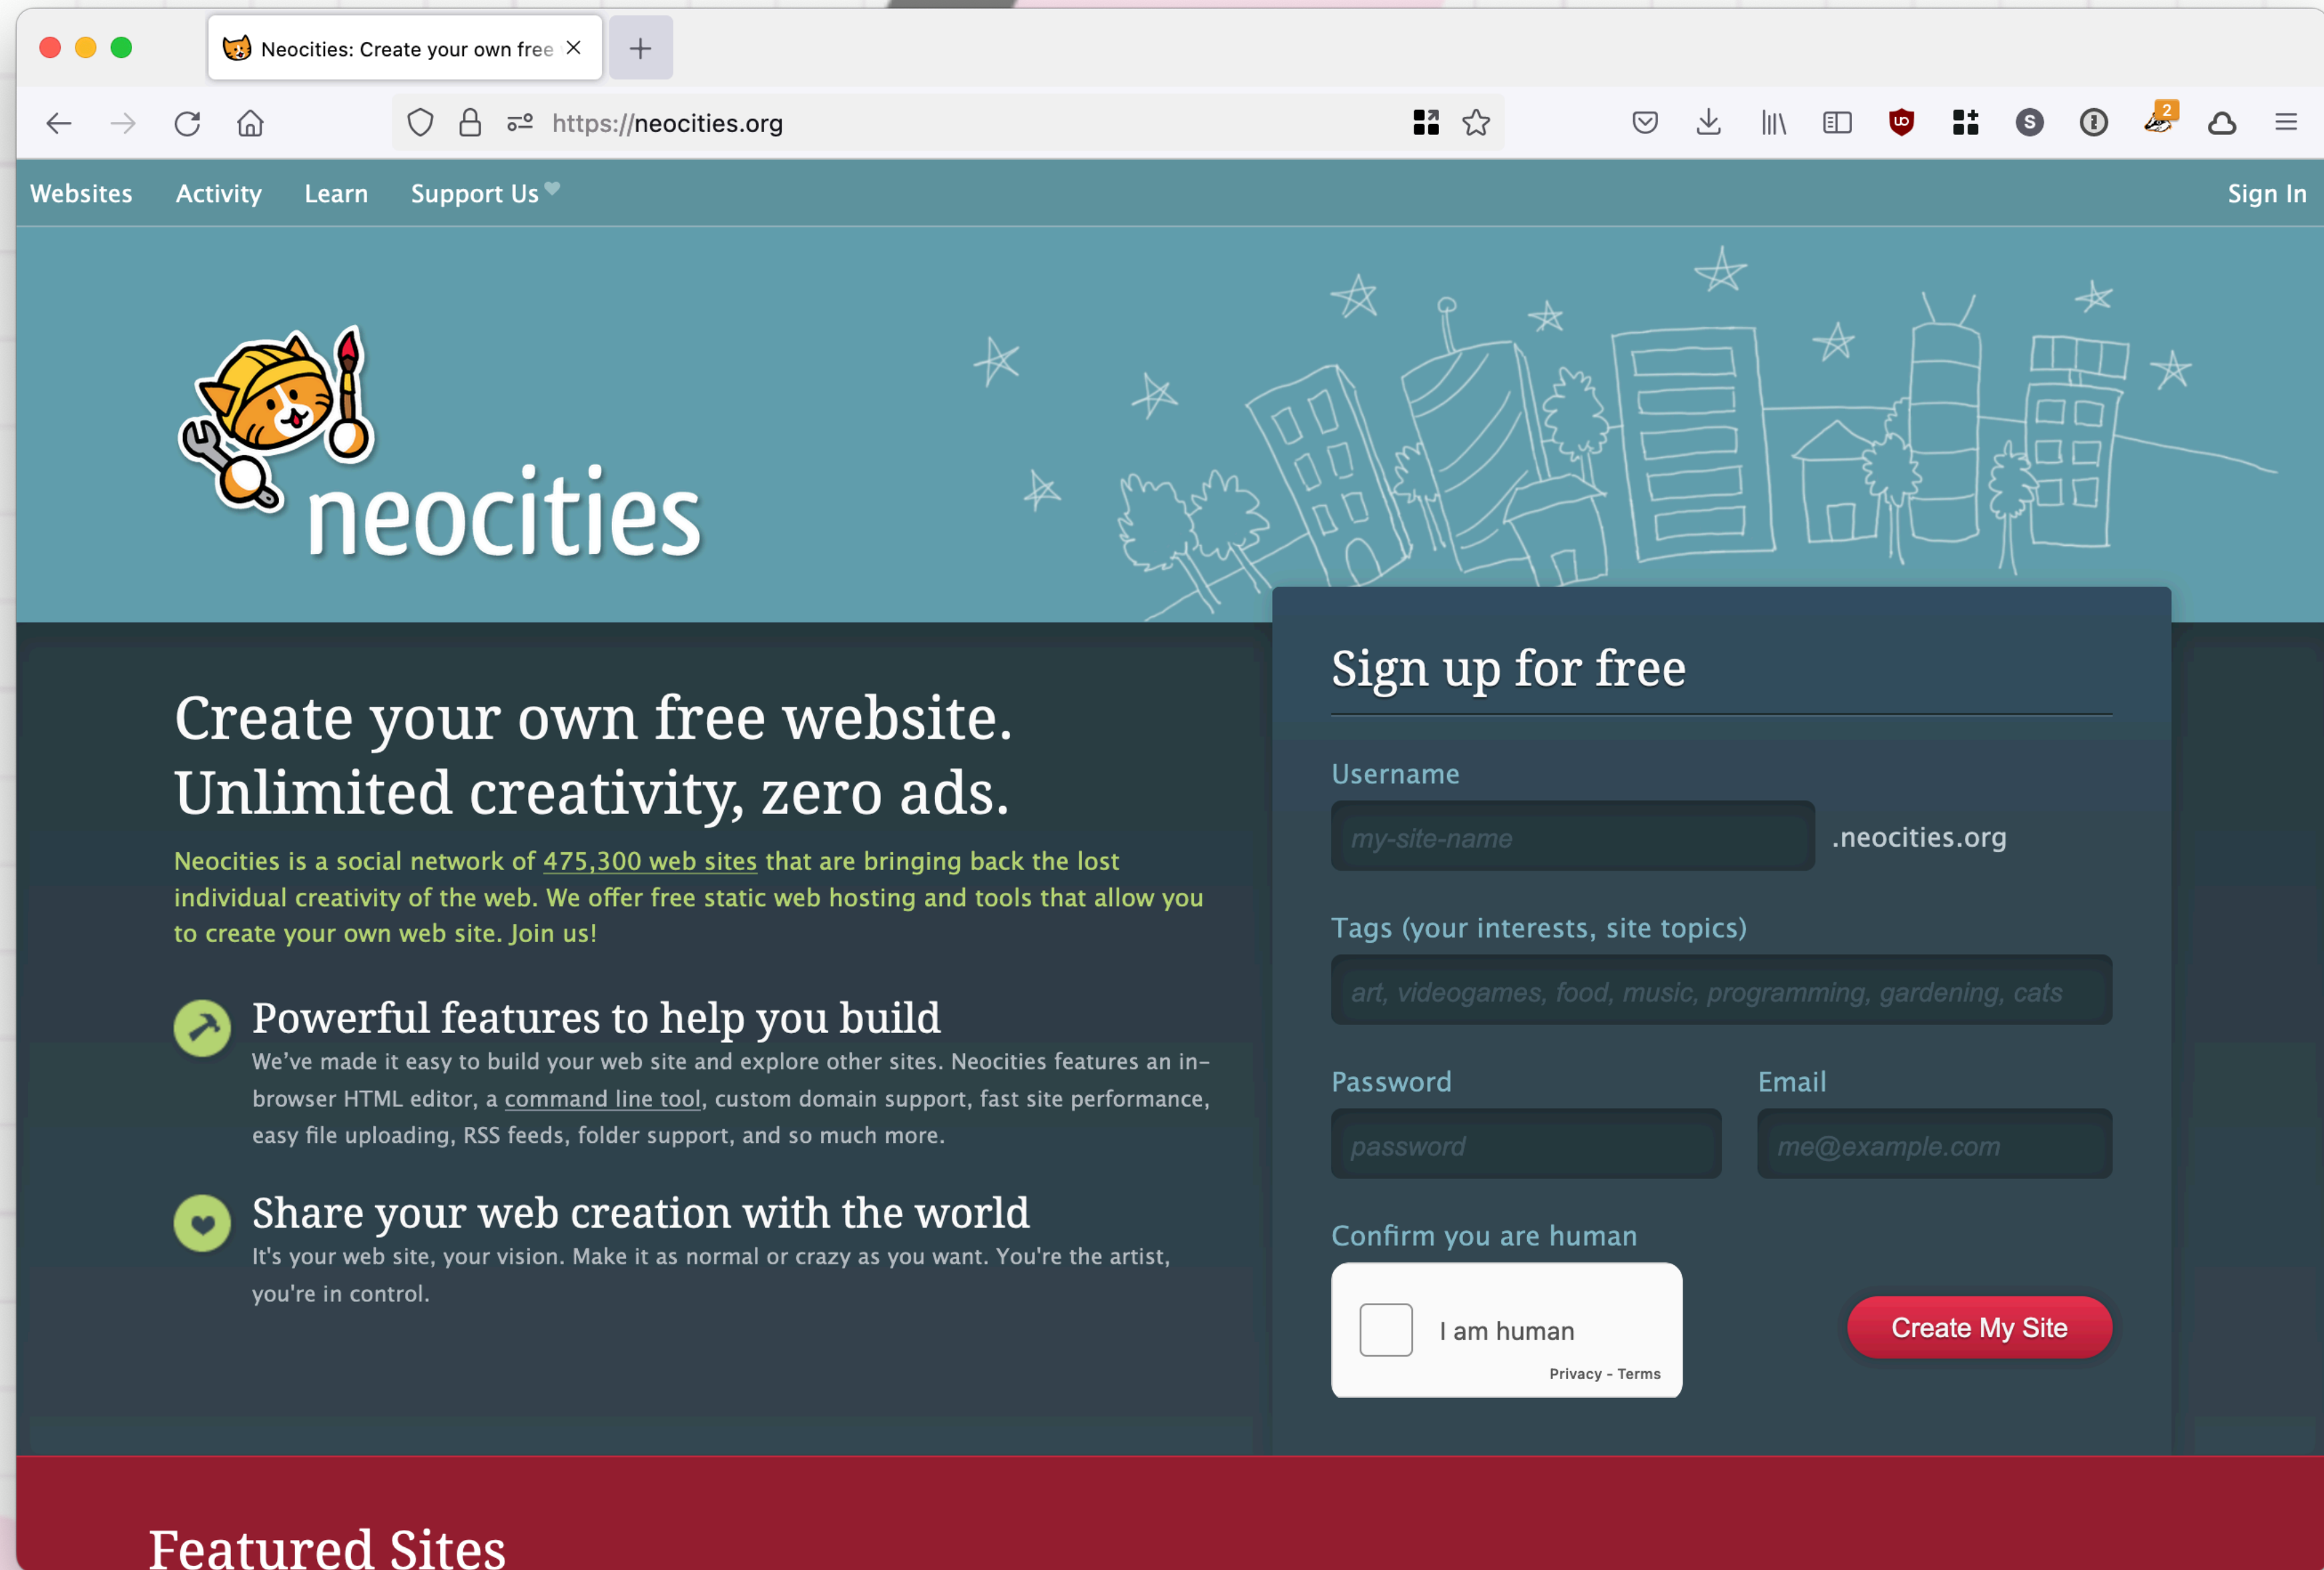 Neocities: Create your own free
https://neocities.org
2
Websites Activity Learn Support Us Sign In
neocities
Create your own free website.
Unlimited creativity, zero ads.
Neocities is a social network of 475,300 web sites that are bringing back the lost
individual creativity of the web. We offer free static web hosting and tools that allow you
to create your own web site. Join us!
Powerful features to help you build
We've made it easy to build your web site and explore other sites. Neocities features an in-
browser HTML editor, a command line tool, custom domain support, fast site performance,
easy file uploading, RSS feeds, folder support, and so much more.
Share your web creation with the world
It's your web site, your vision. Make it as normal or crazy as you want. You're the artist,
you're in control.
Sign up for free
Username
my-site-name .neocities.org
Tags (your interests, site topics)
art, videogames, food, music, programming, gardening, cats
Password Email
password me@example.com
Confirm you are human
I am human
Privacy - Terms
Create My Site
Featured Sites